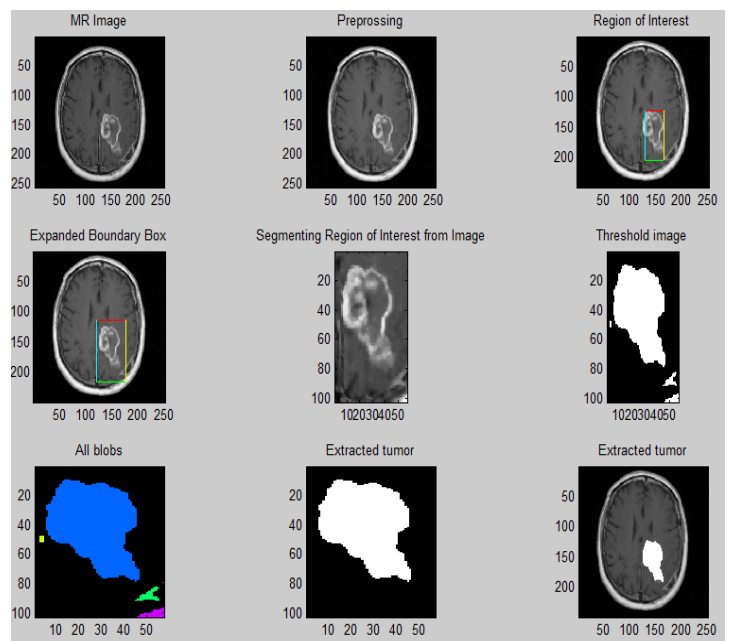 MR Image
Preprossing
Region of Interest
50
100
150
200
250
50 100 150 200 250
50
100
150
200
250
50 100 150 200 250
50
100
150
200
50 100 150 200 250
Expanded Boundary Box
Segmenting Region of Interest from Image
Threshold image
50
100
150
200
50 100 150 200 250
20
40
60
80
100
1020304050
20
40
60
80
100
1020304050
All blobs
Extracted tumor
Extracted tumor
20
40
60
80
100
10 20 30 40 50
20
40
60
80
100
10 20 30 40 50
50
100
150
200
50 100 150 200 250